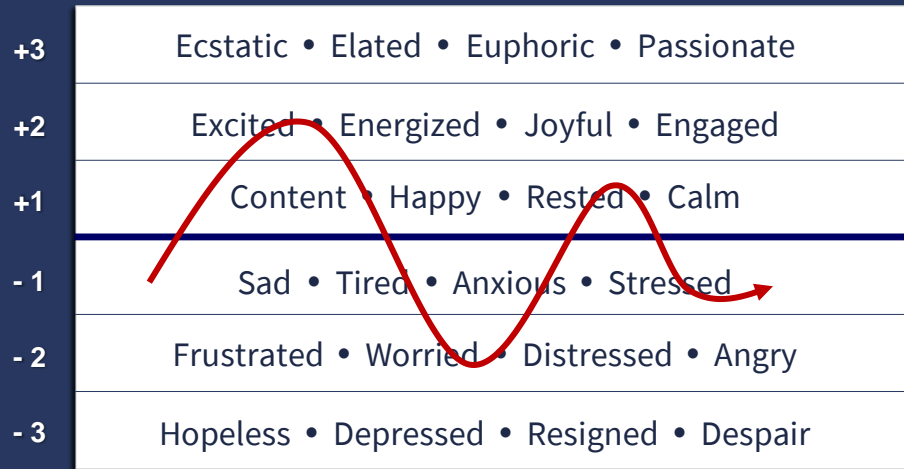 +3 Ecstatic • Elated • Euphoric • Passionate
+2 Excited • Energized • Joyful • Engaged
+1 Content • Happy • Rested • Calm
- 1 Sad • Tired • Anxious • Stressed
- 2 Frustrated • Worried • Distressed • Angry
- 3 Hopeless • Depressed • Resigned • Despair